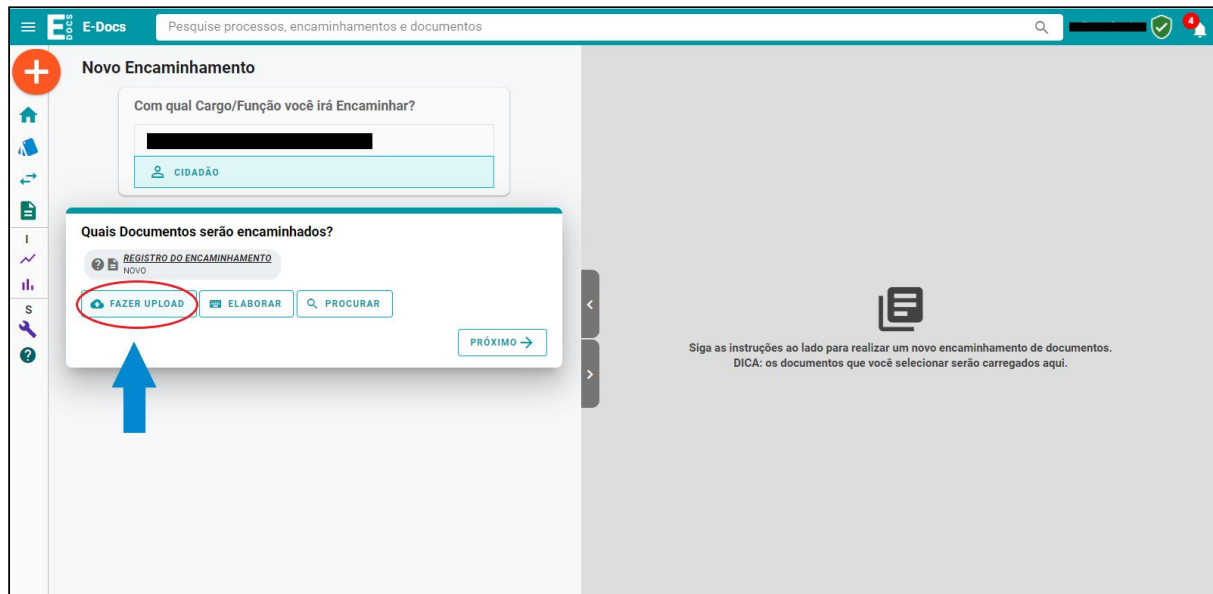 E DOCS E-Docs Pesquise processos, encaminhamentos e documentos 4
Novo Encaminhamento
Com qual Cargo/Função você irá Encaminhar?
CIDADÃO
Quais Documentos serão encaminhados?
REGISTRO DO ENCAMINHAMENTO
NOVO
FAZER UPLOAD ELABORAR PROCURAR
PRÓXIMO
I
S
Siga as instruções ao lado para realizar um novo encaminhamento de documentos.
DICA: os documentos que você selecionar serão carregados aqui.